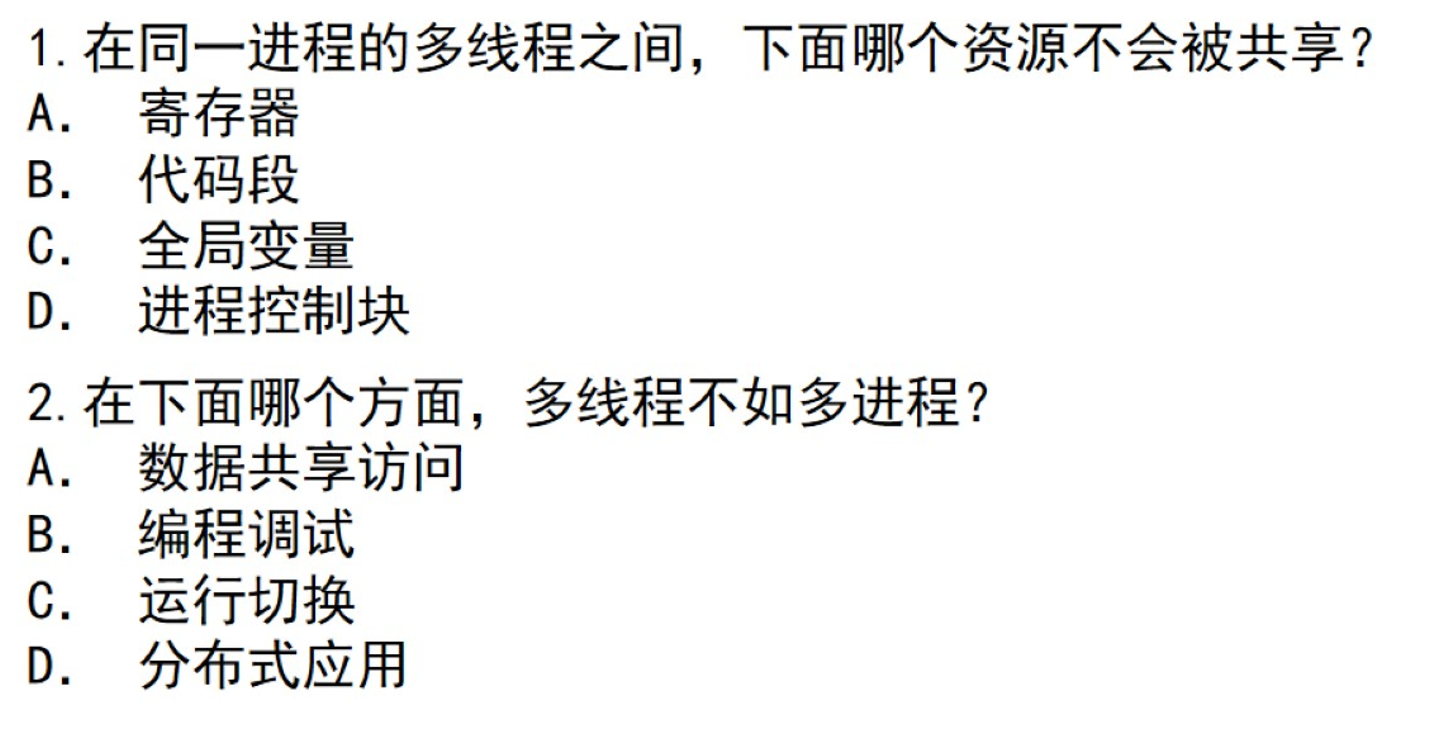 1.在同一进程的多线程之间，下面哪个资源不会被共享？
A. 寄存器
B. 代码段
C. 全局变量
D. 进程控制块
2.在下面哪个方面，多线程不如多进程？
A. 数据共享访问
B. 编程调试
C. 运行切换
D. 分布式应用